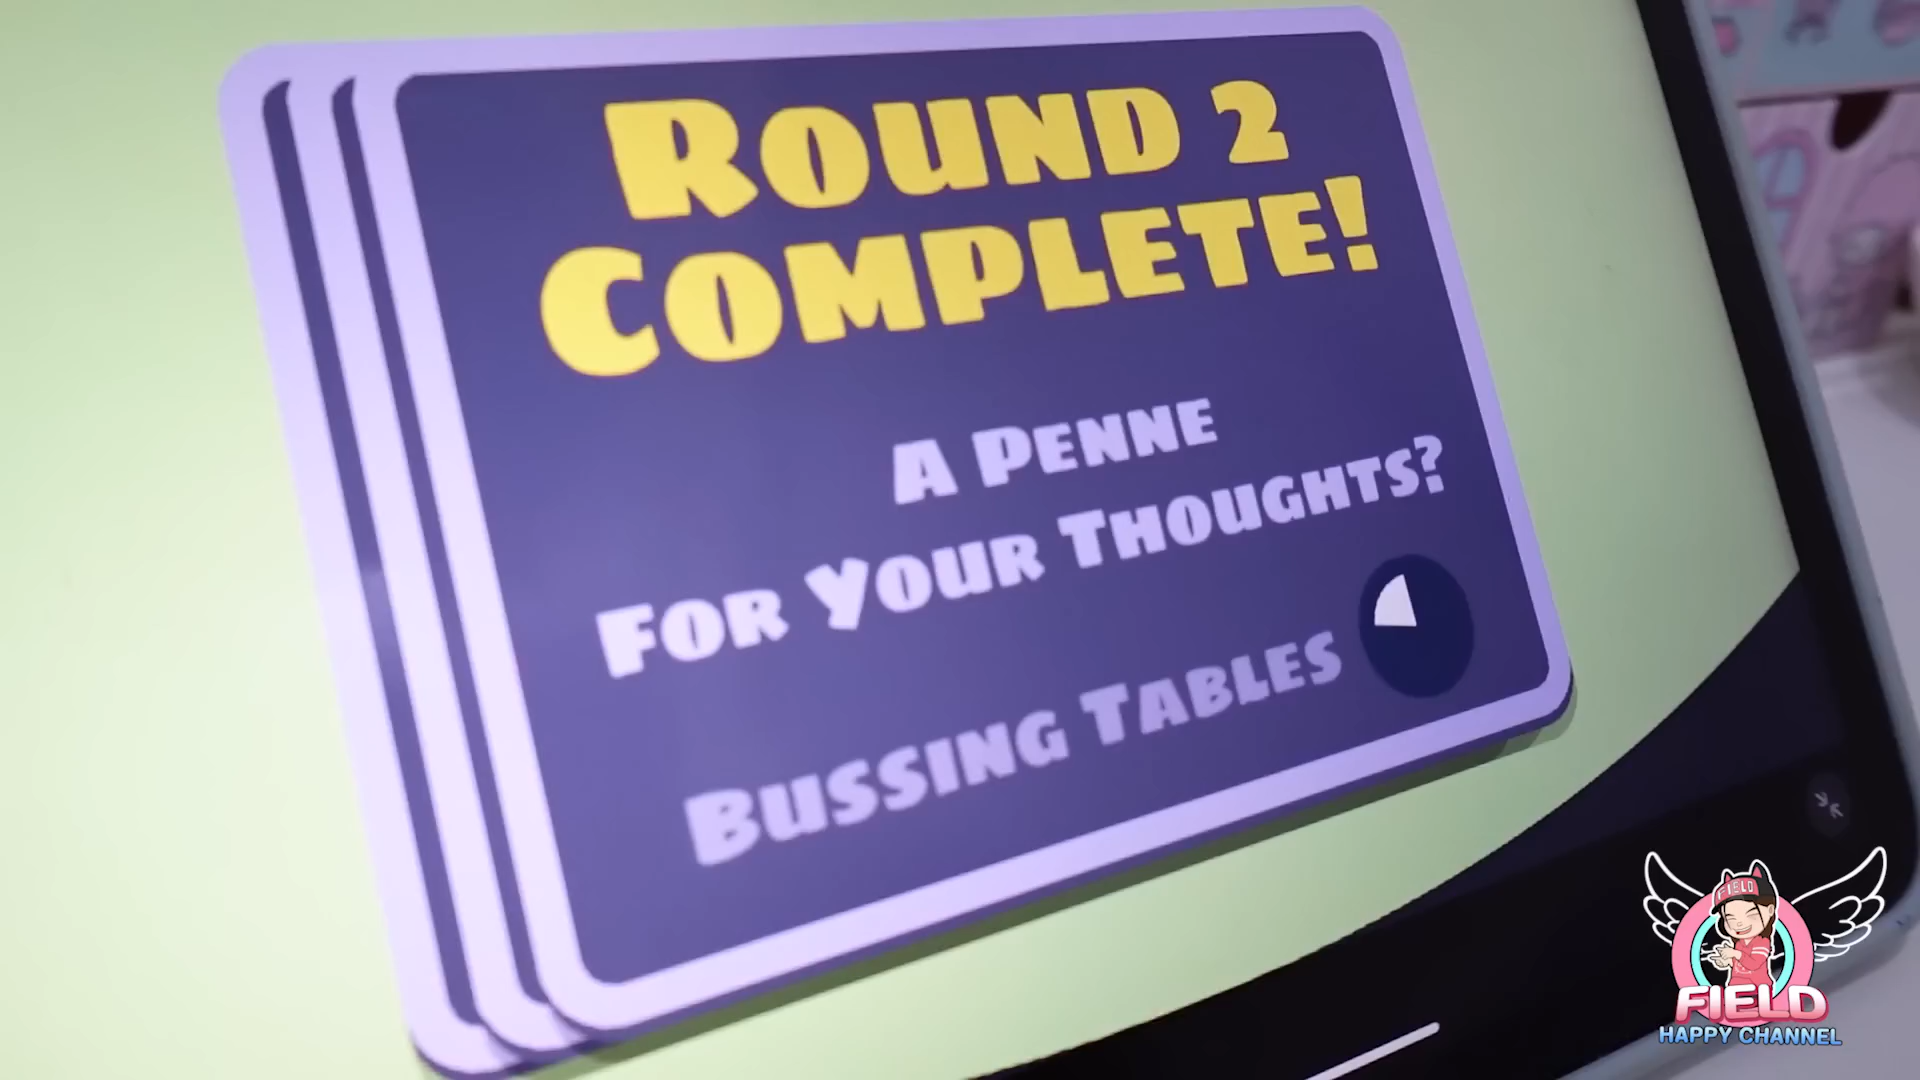 ROUND 2
COMPLETE!
A PENNE
FOR YOUR THOUGHTS?
BUSSING TABLES
FIELD
FIELD
HAPPY CHANNEL